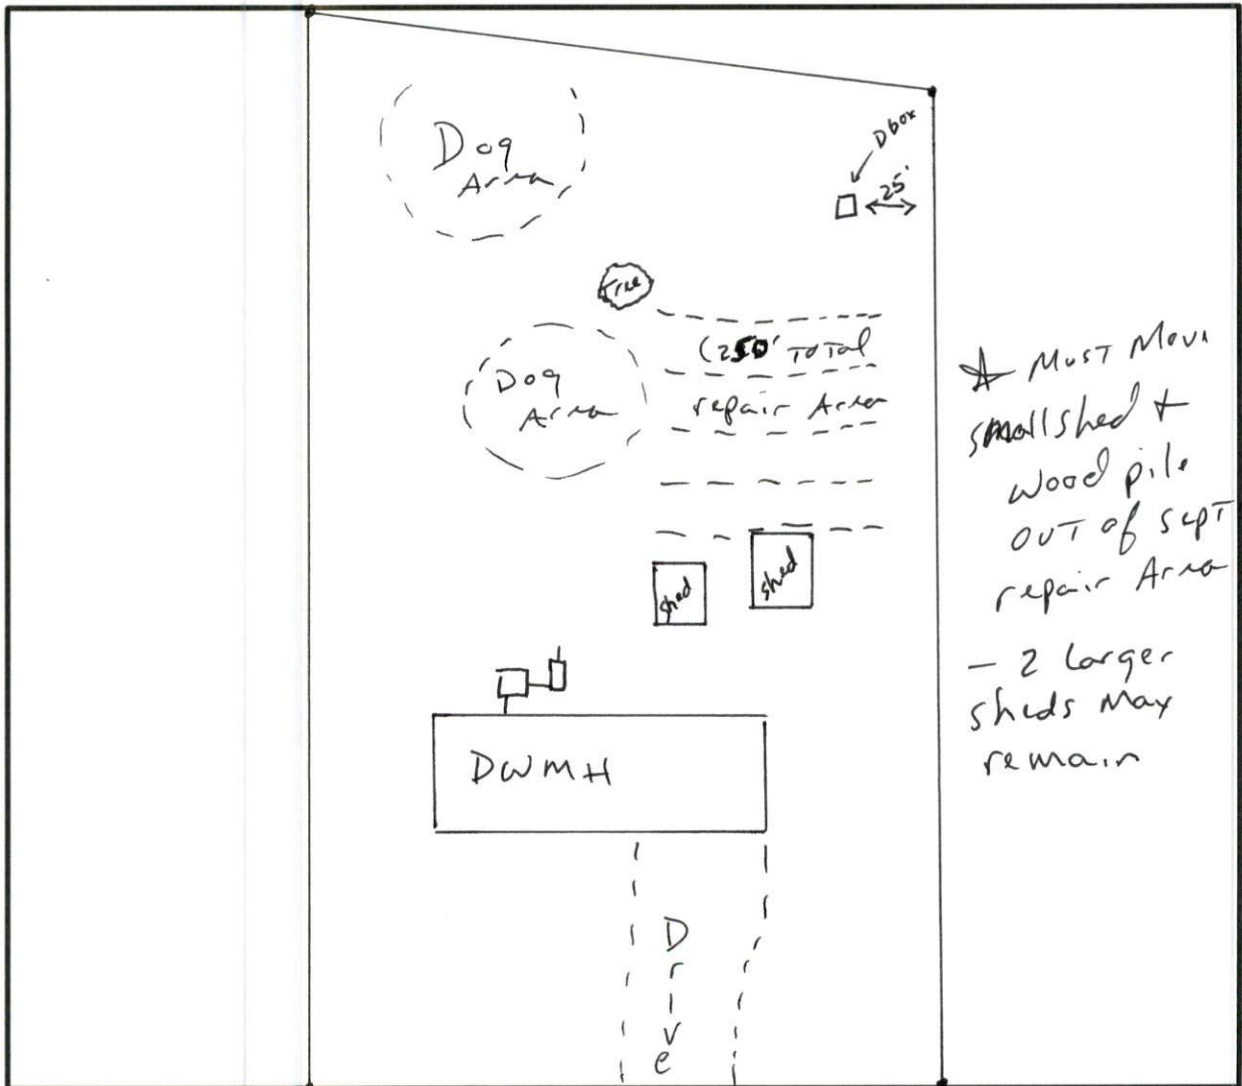 Dog
Area
Dbox
25'
tree
(250' Total
repair Area
Dog
Area
shed
shed
DWMH
Drive
★ Must Move
small shed +
wood pile
out of sept
repair Area
- 2 Larger
sheds May
remain